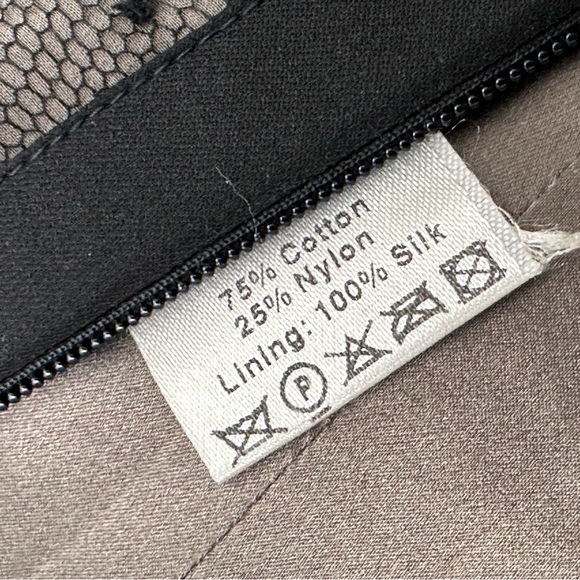 75% Cotton
25% Nylon
Lining: 100% Silk
P